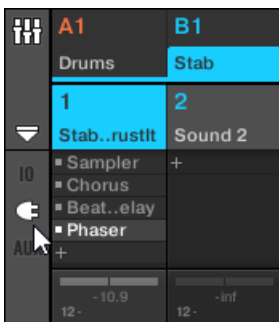 A1 B1
Drums Stab
1 2
Stab..rustIt Sound 2
IO Sampler +
Chorus
Beat..elay
Phaser
AUX +
-10.9 -inf
12- 12-